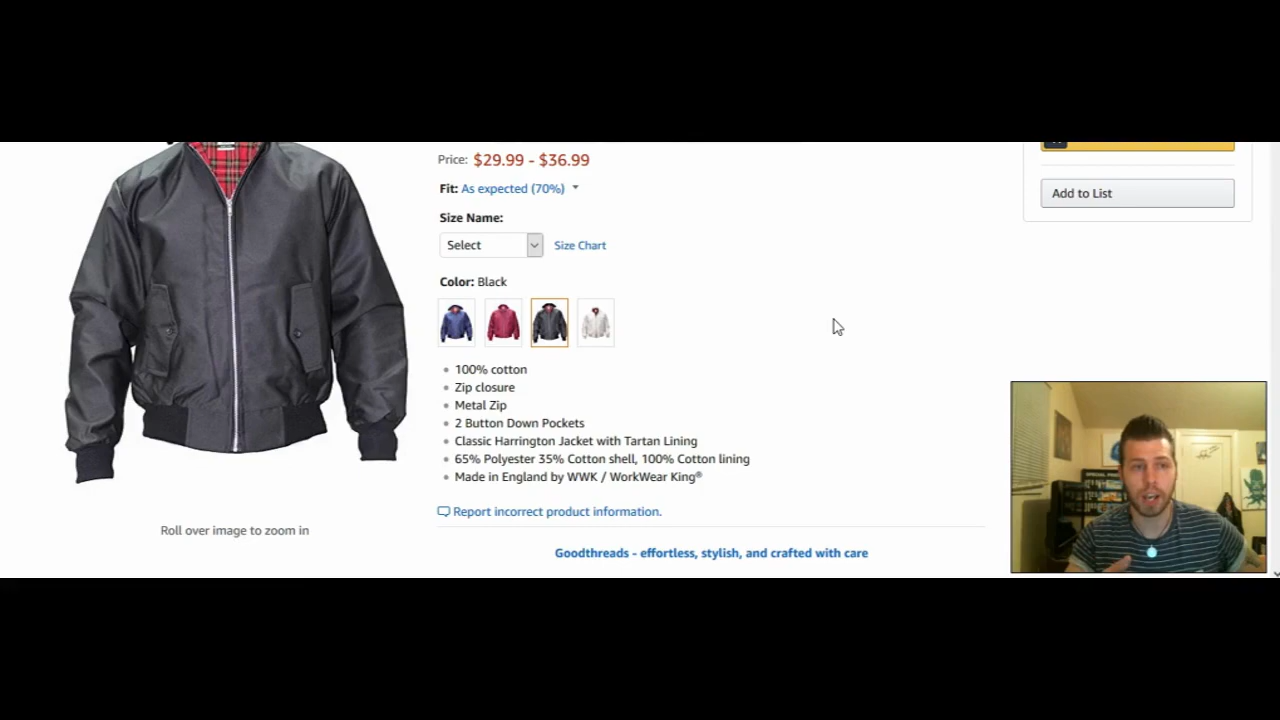 Price: $29.99 - $36.99
Fit: As expected (70%)
Size Name:
Select Size Chart
Color: Black
100% cotton
Zip closure
Metal Zip
2 Button Down Pockets
Classic Harrington Jacket with Tartan Lining
65% Polyester 35% Cotton shell, 100% Cotton lining
Made in England by WWK / WorkWear King®
Report incorrect product information.
Roll over image to zoom in
Goodthreads - effortless, stylish, and crafted with care
Add to List